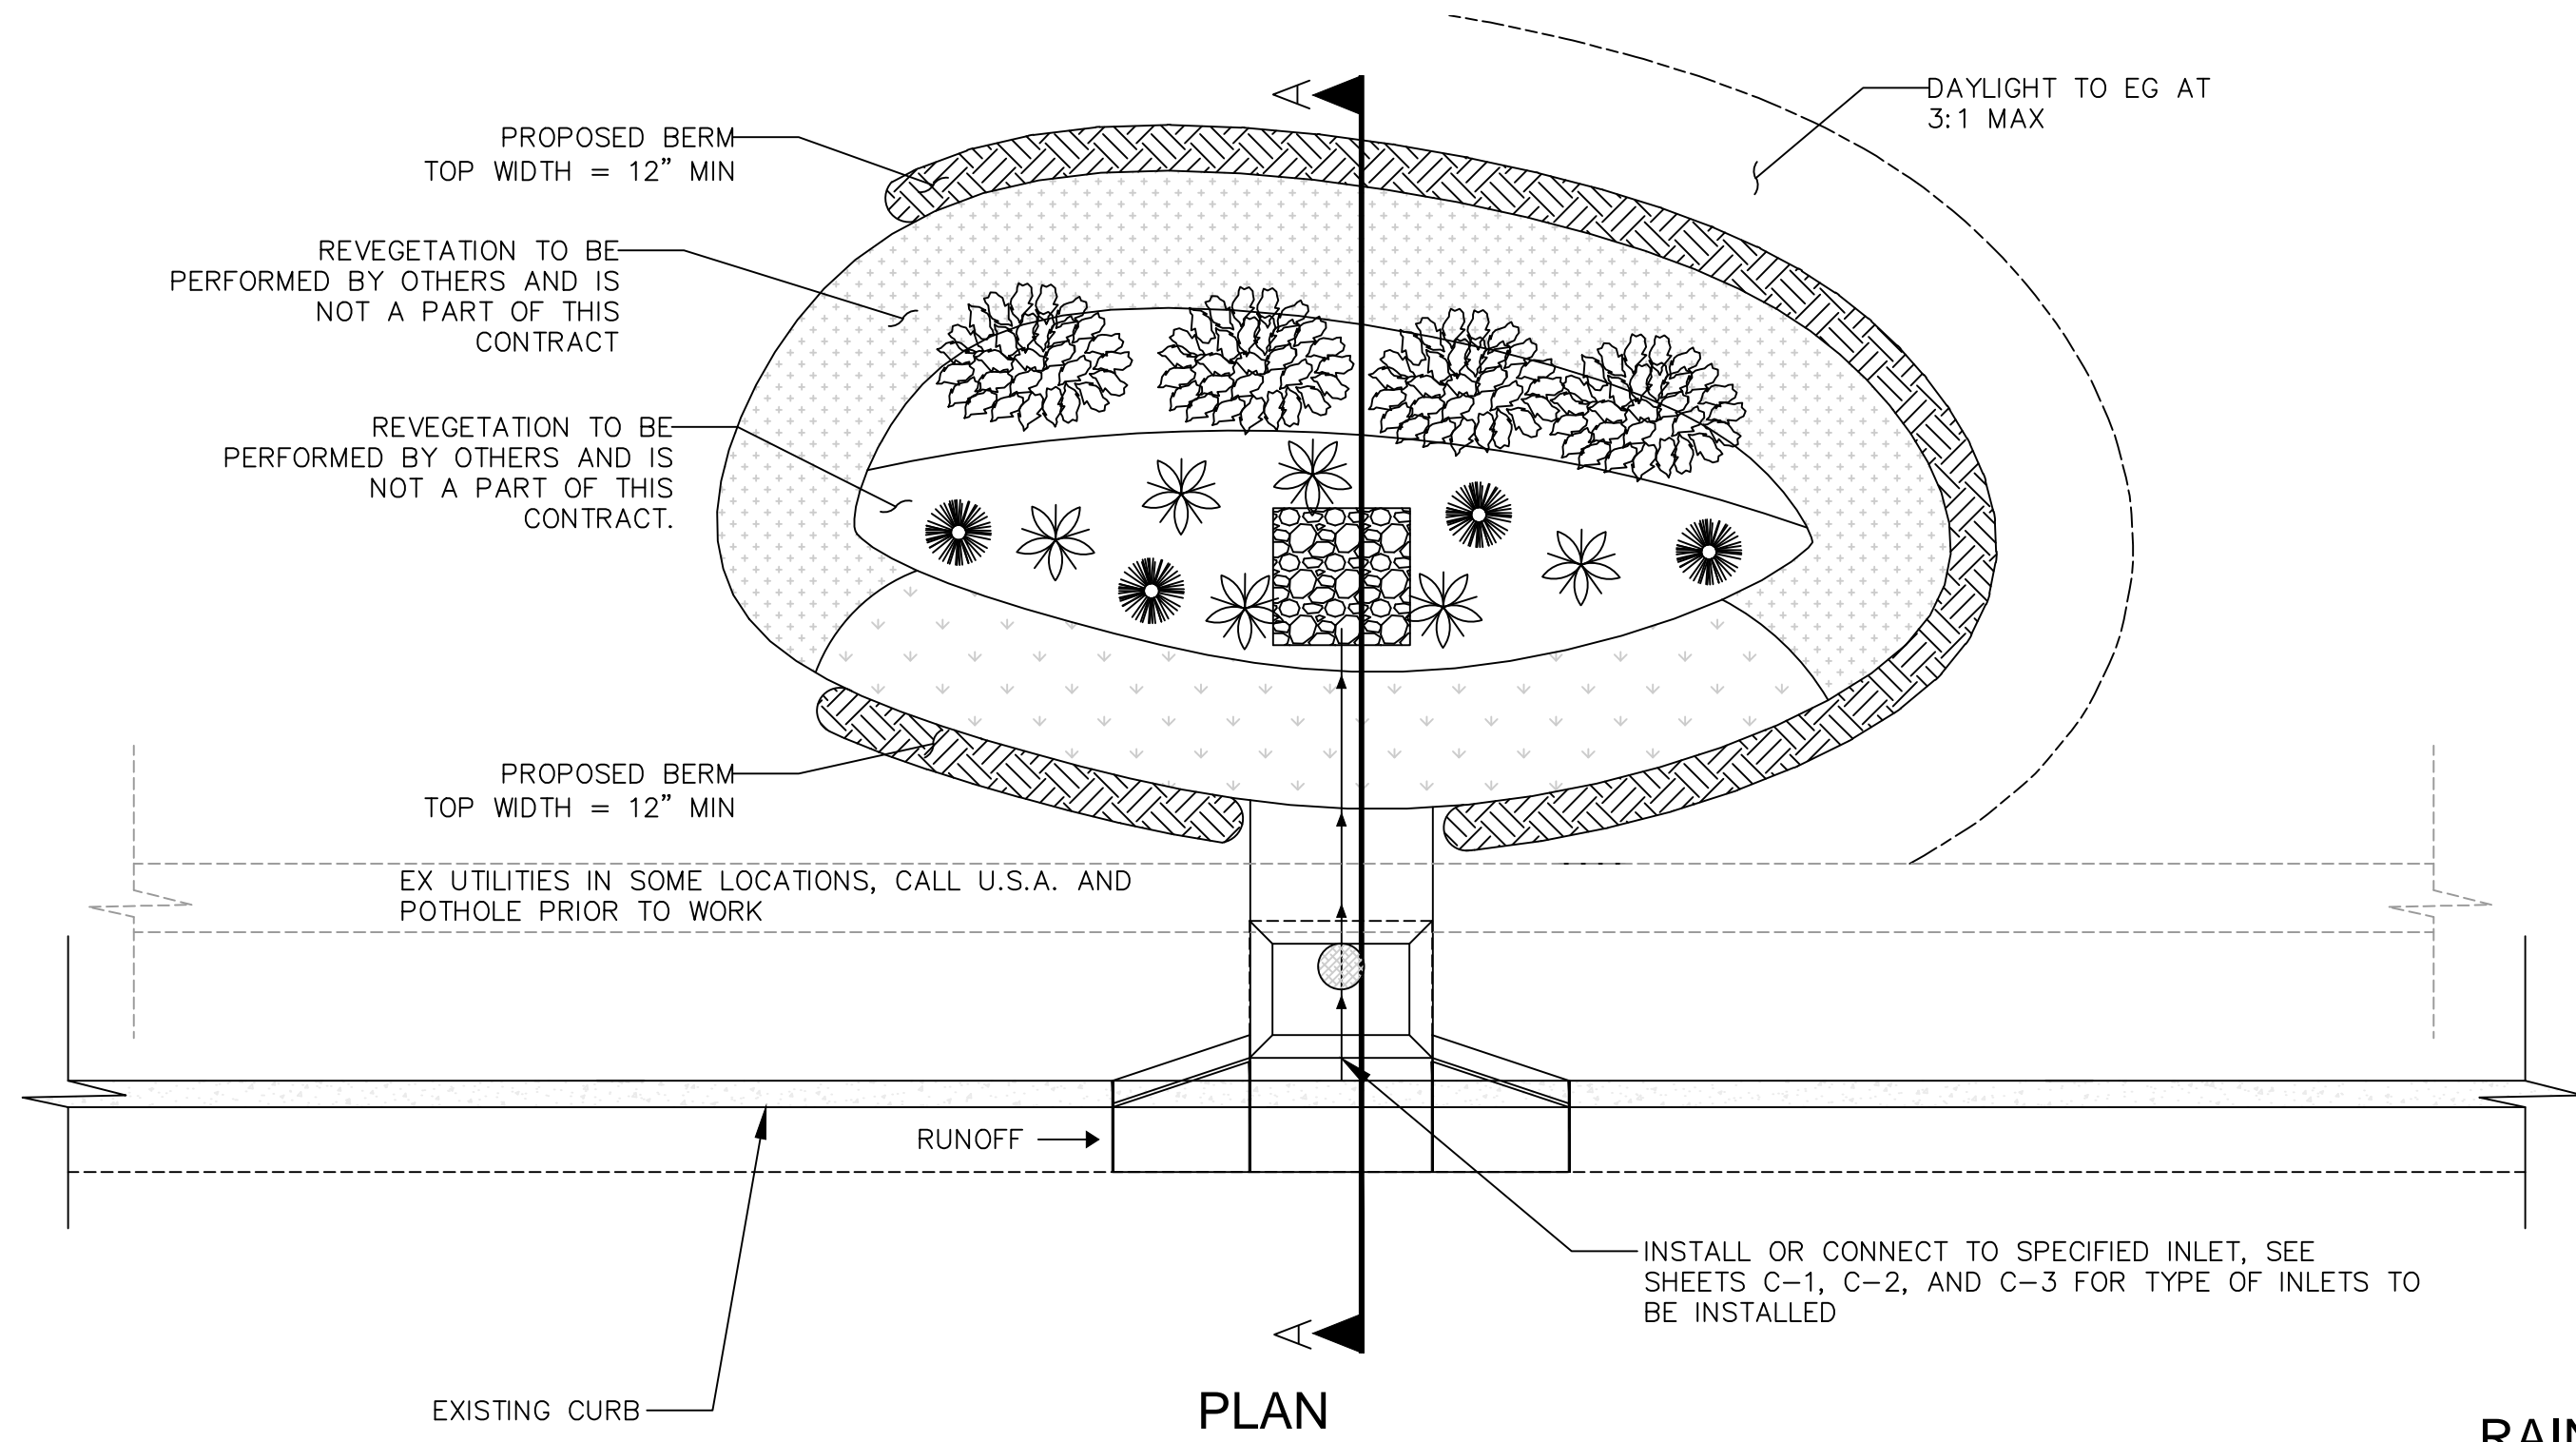 A
DAYLIGHT TO EG AT
3:1 MAX
PROPOSED BERM
TOP WIDTH = 12” MIN
REVEGETATION TO BE
PERFORMED BY OTHERS AND IS
NOT A PART OF THIS
CONTRACT
REVEGETATION TO BE
PERFORMED BY OTHERS AND IS
NOT A PART OF THIS
CONTRACT.
PROPOSED BERM
TOP WIDTH = 12” MIN
EX UTILITIES IN SOME LOCATIONS, CALL U.S.A. AND
POTHOLE PRIOR TO WORK
RUNOFF
INSTALL OR CONNECT TO SPECIFIED INLET, SEE
SHEETS C-1, C-2, AND C-3 FOR TYPE OF INLETS TO
BE INSTALLED
A
EXISTING CURB
PLAN